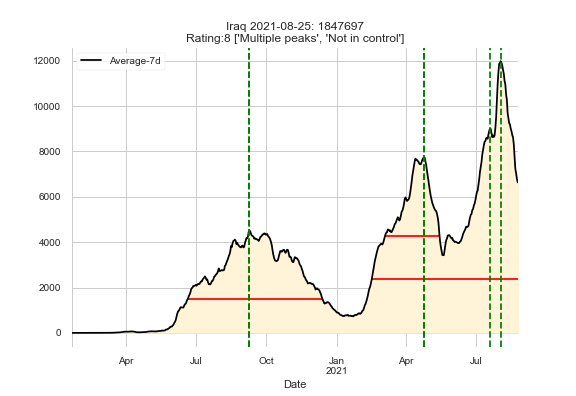 Iraq 2021-08-25: 1847697
Rating:8 ['Multiple peaks', 'Not in control']
Average-7d
12000
10000
8000
6000
4000
2000
0
Apr Jul Oct Jan Apr Jul
2021
Date